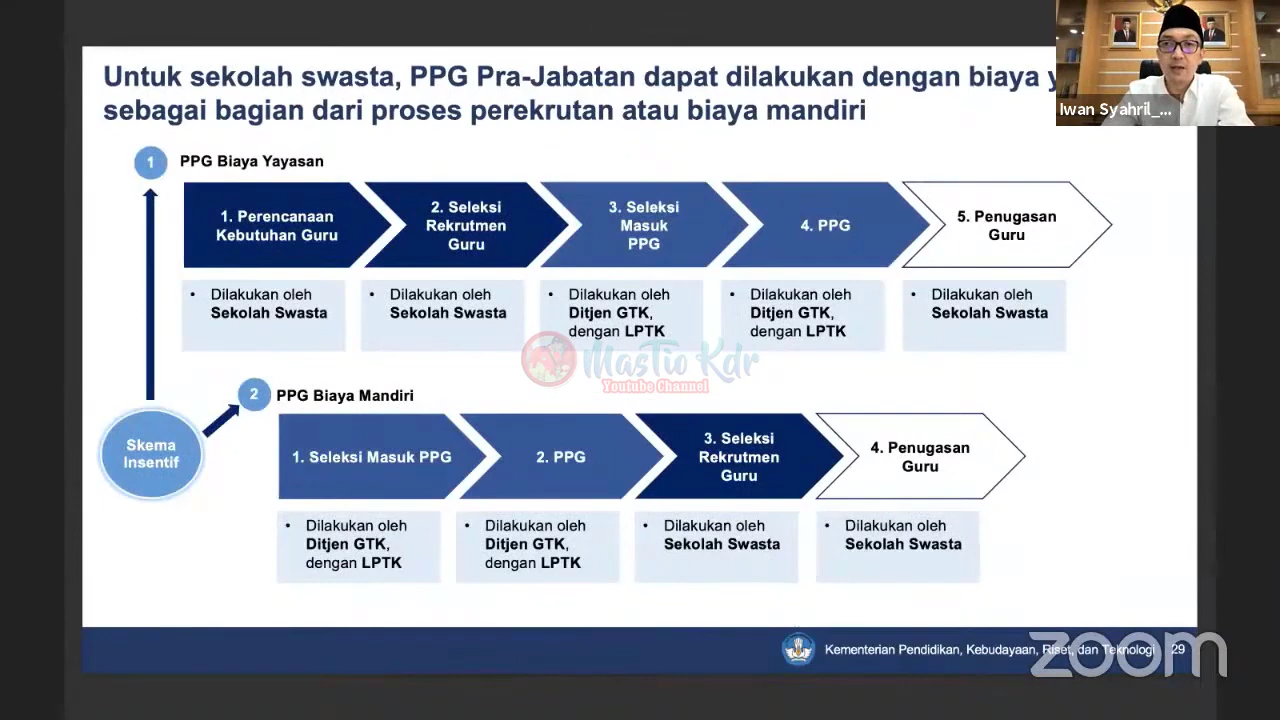 Untuk sekolah swasta, PPG Pra-Jabatan dapat dilakukan dengan biaya
sebagai bagian dari proses perekrutan atau biaya mandiri
Iwan Syahril_...
1
PPG Biaya Yayasan
1. Perencanaan
Kebutuhan Guru
2. Seleksi
Rekrutmen
Guru
3. Seleksi
Masuk
PPG
4. PPG
5. Penugasan
Guru
• Dilakukan oleh
Sekolah Swasta
• Dilakukan oleh
Sekolah Swasta
• Dilakukan oleh
Ditjen GTK,
dengan LPTK
• Dilakukan oleh
Ditjen GTK,
dengan LPTK
• Dilakukan oleh
Sekolah Swasta
MasTio Kdr
Youtube Channel
2
PPG Biaya Mandiri
Skema
Insentif
1. Seleksi Masuk PPG
2. PPG
3. Seleksi
Rekrutmen
Guru
4. Penugasan
Guru
• Dilakukan oleh
Ditjen GTK,
dengan LPTK
• Dilakukan oleh
Ditjen GTK,
dengan LPTK
• Dilakukan oleh
Sekolah Swasta
• Dilakukan oleh
Sekolah Swasta
Kementerian Pendidikan, Kebudayaan, Riset, dan Teknologi 29
zoom